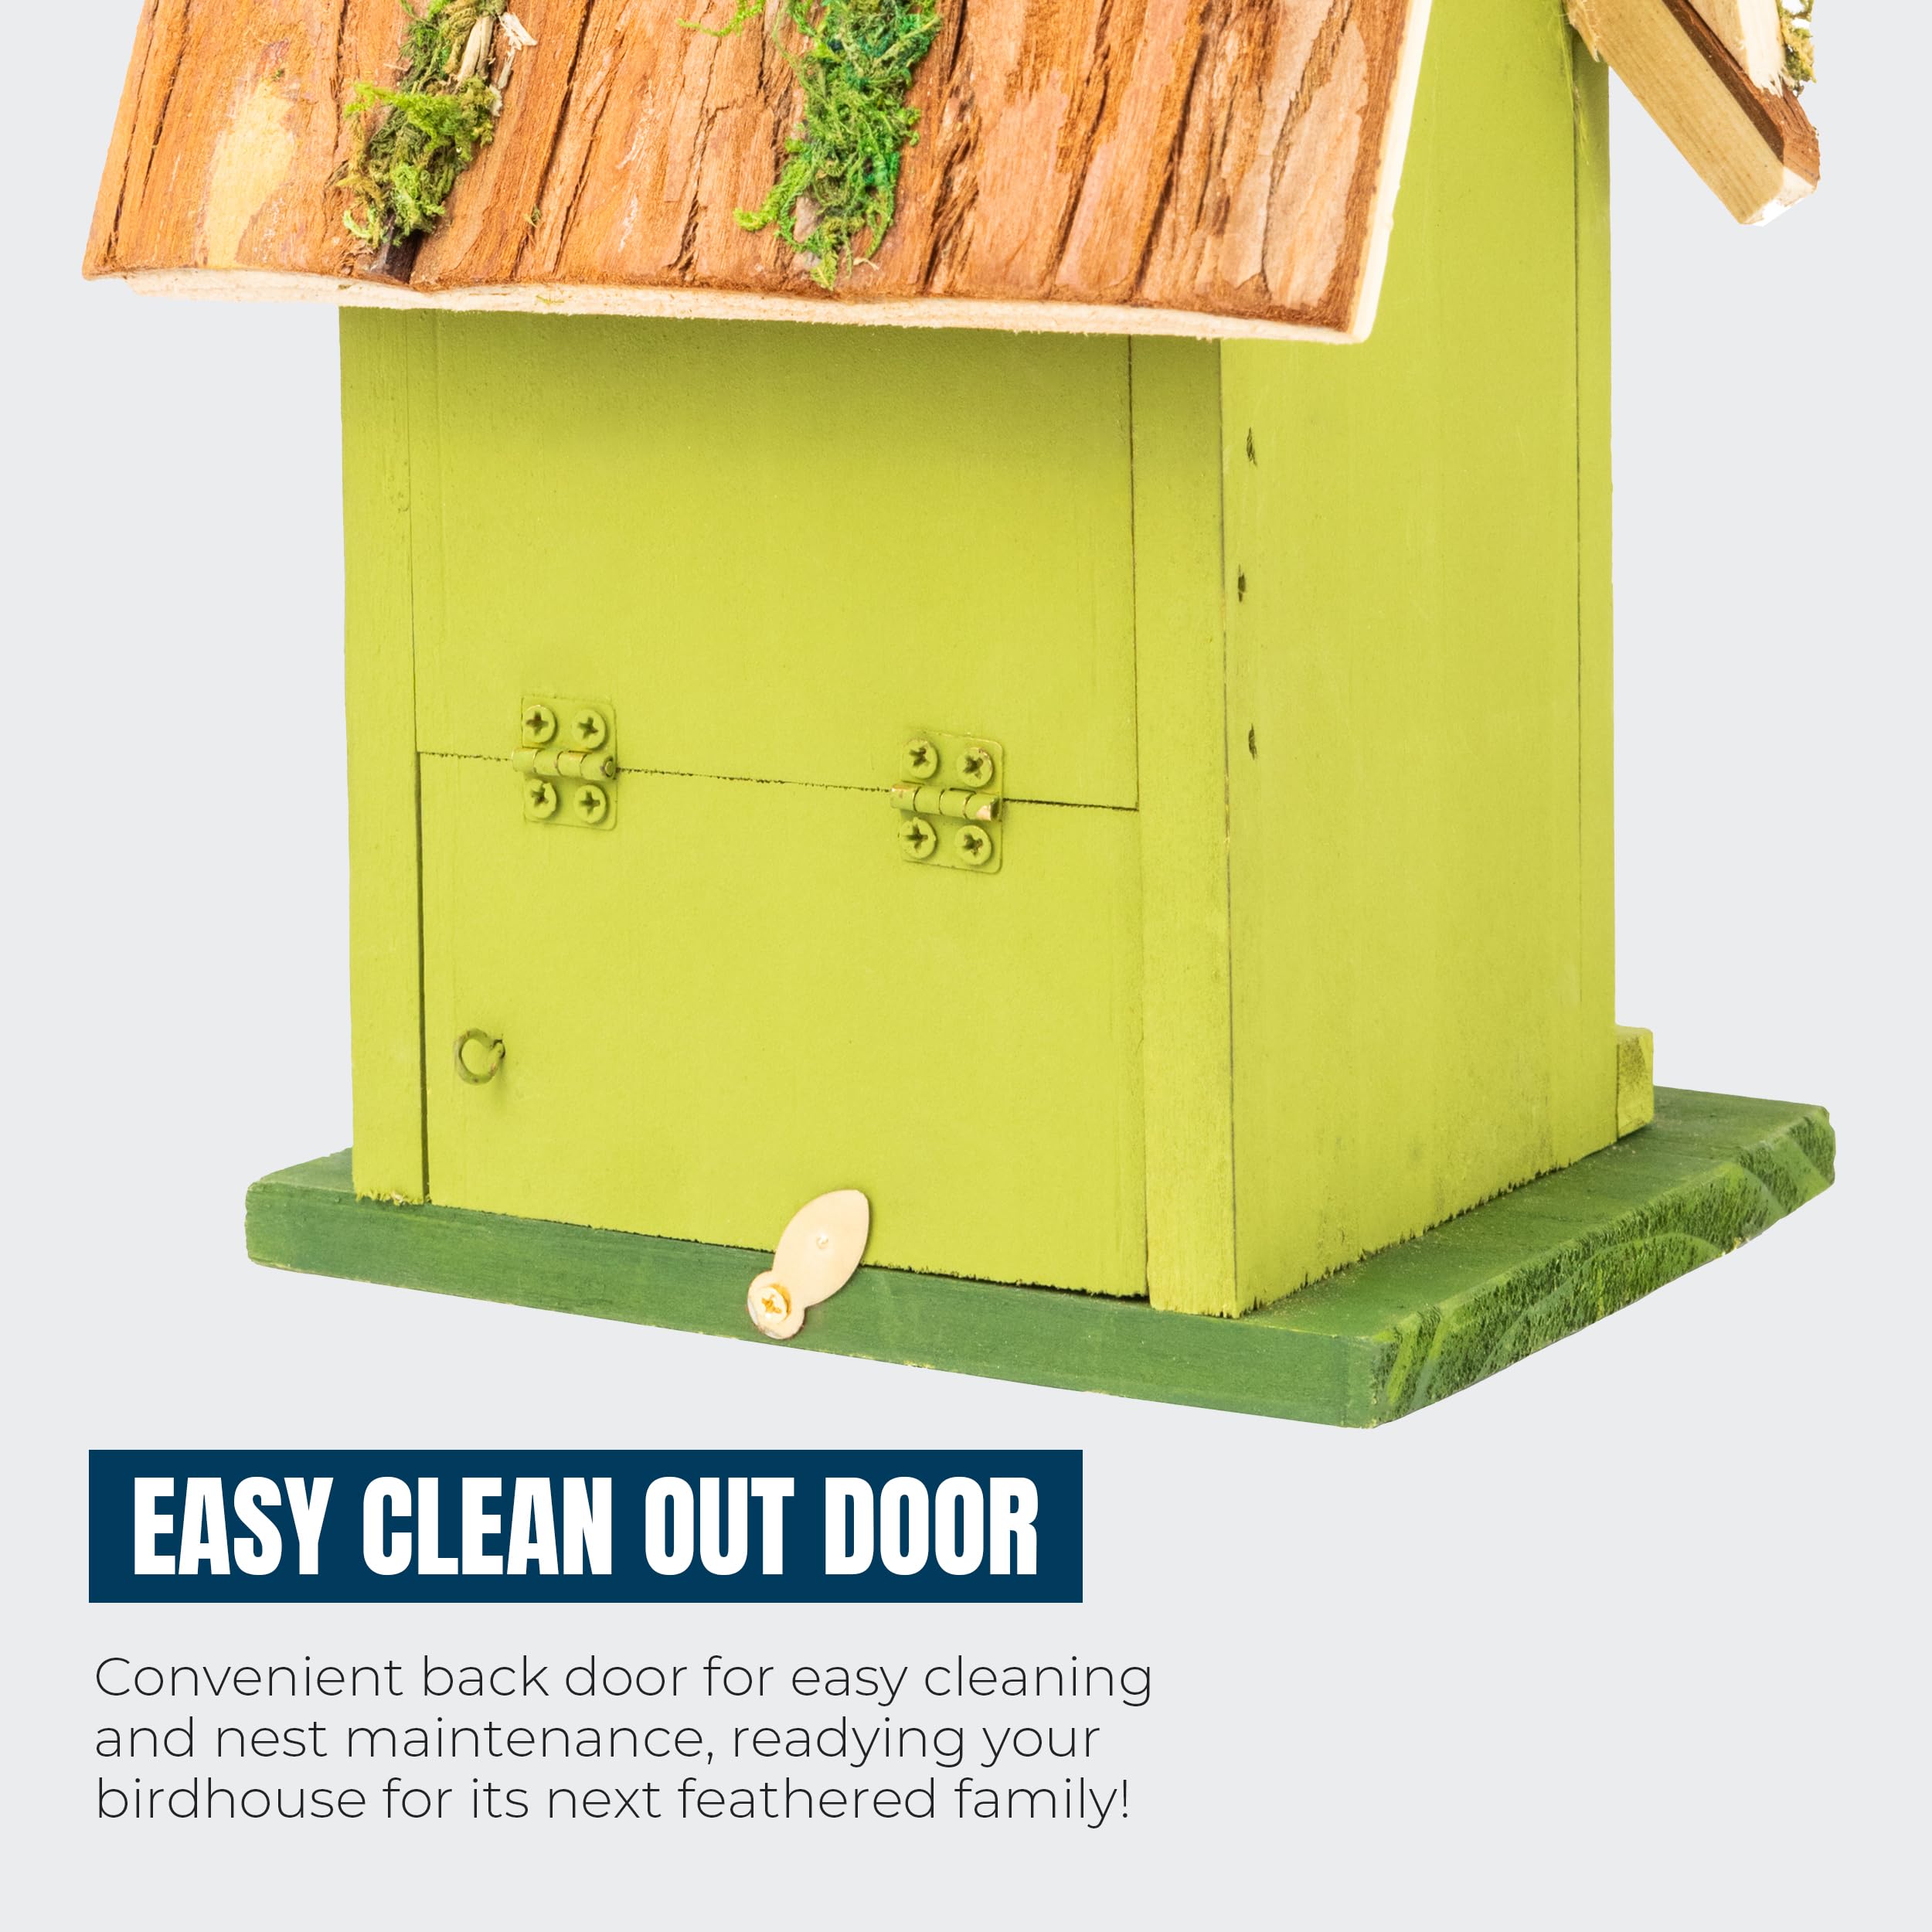 EASY CLEAN OUT DOOR
Convenient back door for easy cleaning
and nest maintenance, readying your
birdhouse for its next feathered family!